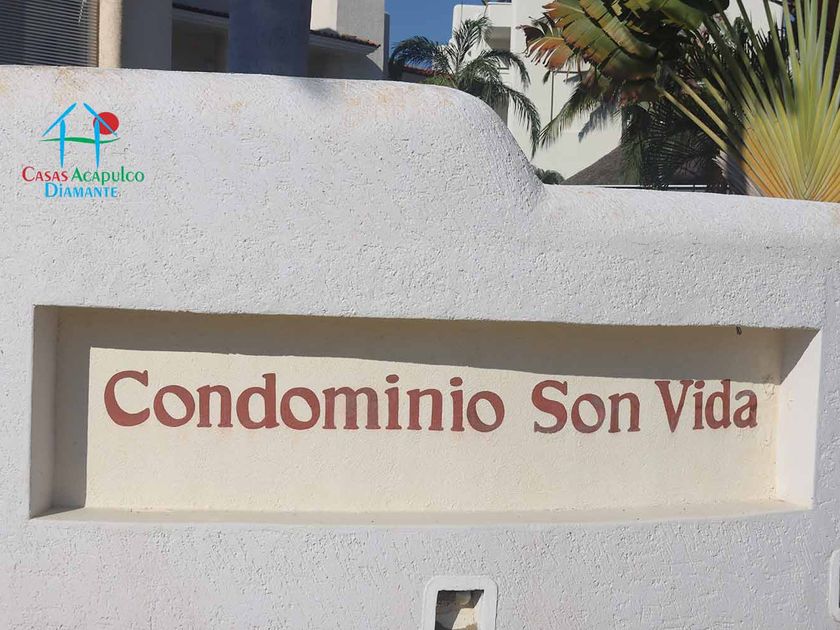 Casas Acapulco
Diamante
Condominio Son Vida